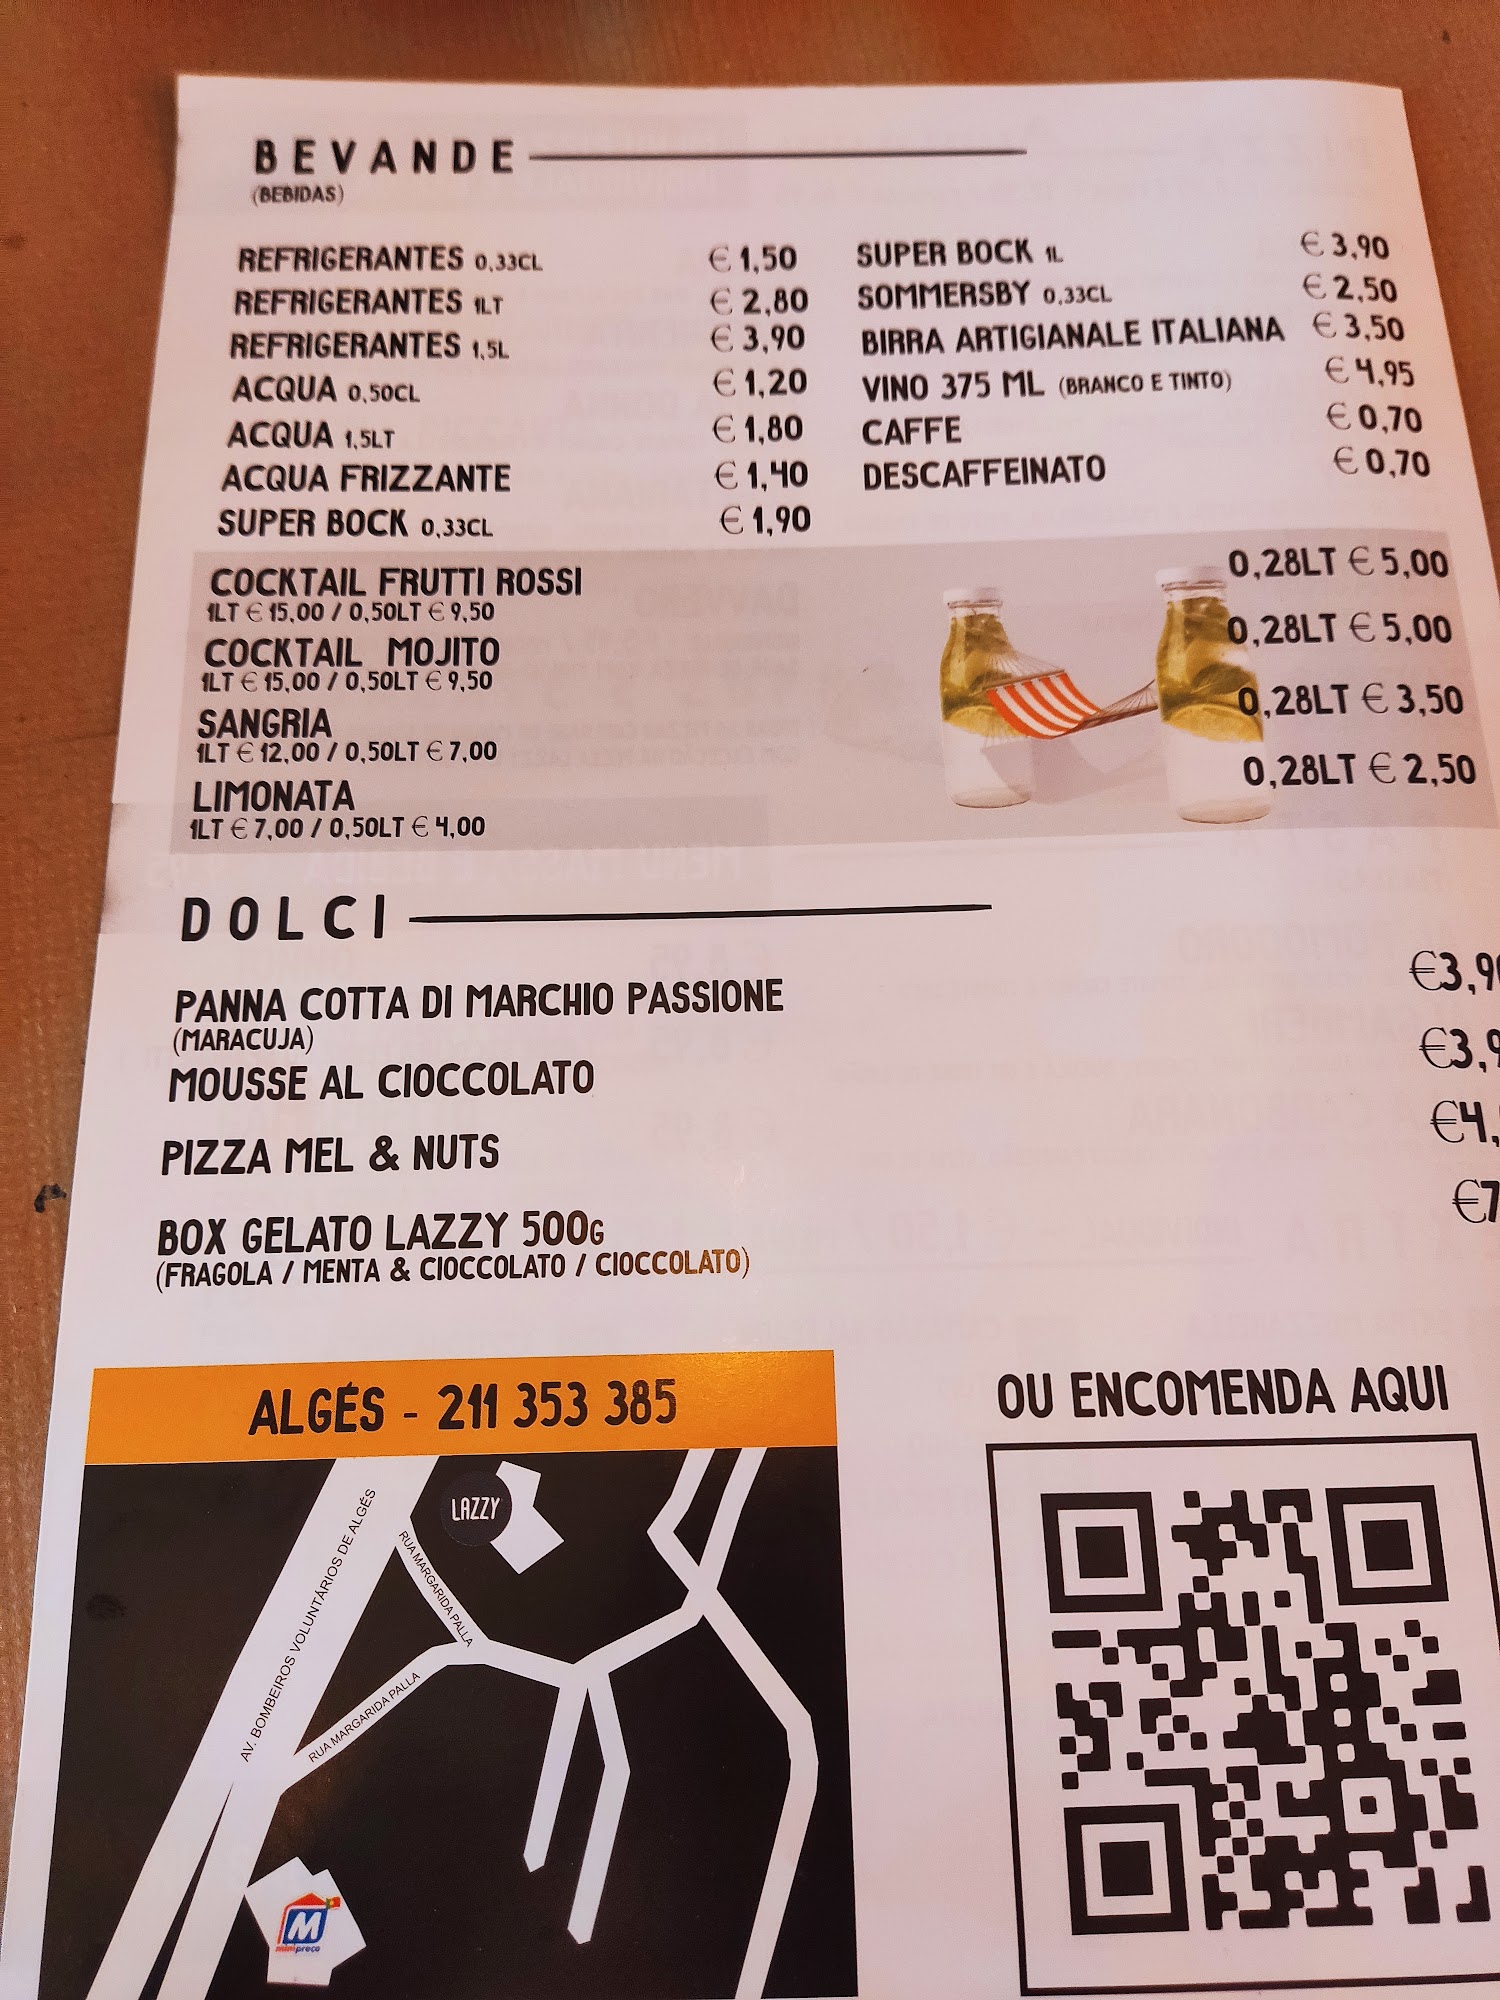 BEVANDE
(BEBIDAS)
REFRIGERANTES 0,33CL €1,50
REFRIGERANTES 1LT €2,80
REFRIGERANTES 1,5L €3,90
ACQUA 0,50CL €1,20
ACQUA 1,5LT €1,80
ACQUA FRIZZANTE €1,40
SUPER BOCK 0,33CL €1,90
SUPER BOCK 1L €3,90
SOMMERSBY 0,33CL €2,50
BIRRA ARTIGIANALE ITALIANA €3,50
VINO 375 ML (BRANCO E TINTO) €4,95
CAFFE €0,70
DESCAFFEINATO €0,70
COCKTAIL FRUTTI ROSSI 0,28LT €5,00
1LT €15,00 / 0,50LT €9,50
COCKTAIL MOJITO 0,28LT €5,00
1LT €15,00 / 0,50LT €9,50
SANGRIA 0,28LT €3,50
1LT €12,00 / 0,50LT €7,00
LIMONATA 0,28LT €2,50
1LT €7,00 / 0,50LT €4,00
DOLCI
PANNA COTTA DI MARCHIO PASSIONE €3,9
(MARACUJA)
MOUSSE AL CIOCCOLATO €3,9
PIZZA MEL & NUTS €4,
BOX GELATO LAZZY 500G €7
(FRAGOLA / MENTA & CIOCCOLATO / CIOCCOLATO)
ALGÉS - 211 353 385
LAZZY
AV. BOMBEIROS VOLUNTÁRIOS DE ALGÉS
RUA MARGARIDA PALLA
RUA MARGARIDA PALLA
M
minipreço
OU ENCOMENDA AQUI